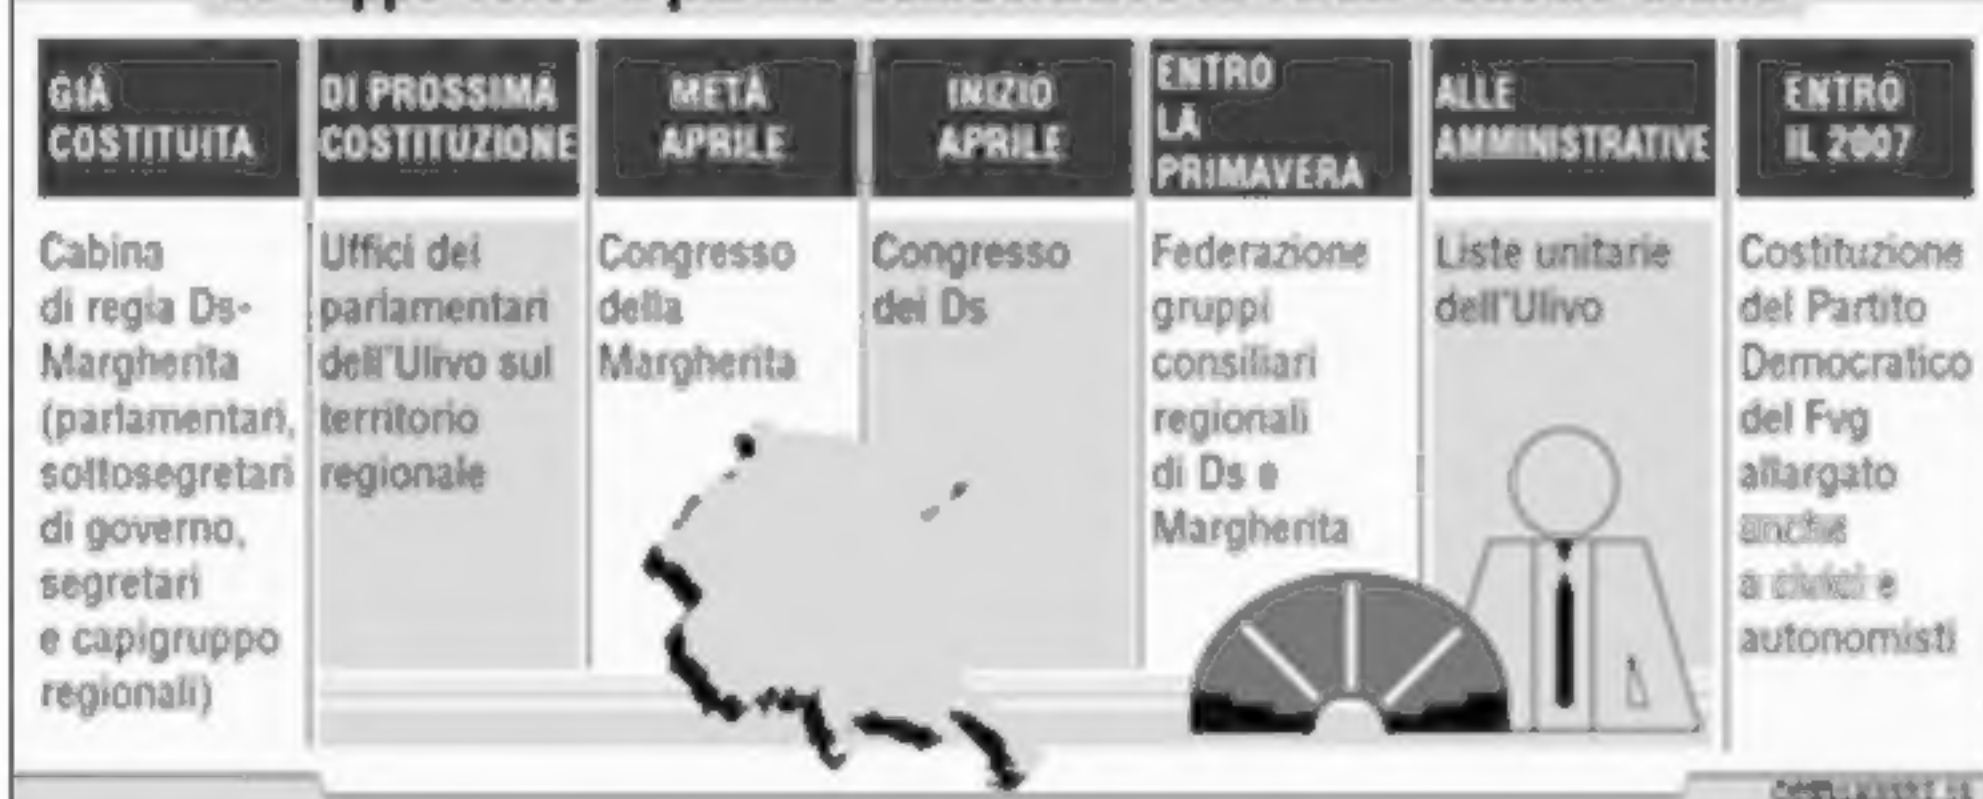 GIÀ
COSTITUITA
Cabina
di regia Ds-
Margherita
(parlamentari,
sottosegretari
di governo,
segretari
e capigruppo
regionali)
DI PROSSIMA
COSTITUZIONE
Uffici dei
parlamentari
dell'Ulivo sul
territorio
regionale
METÀ
APRILE
Congresso
della
Margherita
INIZIO
APRILE
Congresso
dei Ds
ENTRO
LA
PRIMAVERA
Federazione
gruppi
consiliari
regionali
di Ds e
Margherita
ALLE
AMMINISTRATIVE
Liste unitarie
dell'Ulivo
ENTRO
IL 2007
Costituzione
del Partito
Democratico
del Fvg
allargato
anche
a civici e
autonomisti